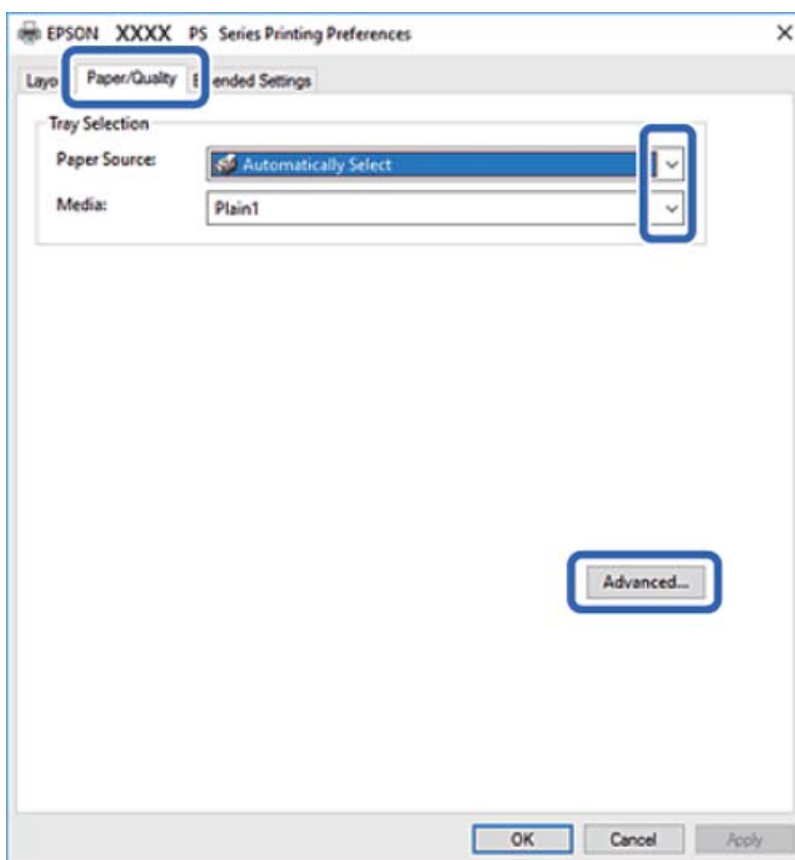 EPSON XXXX PS Series Printing Preferences
Layo Paper/Quality ended Settings
Tray Selection
Paper Source: Automatically Select
Media: Plain1
Advanced...
OK Cancel Apply